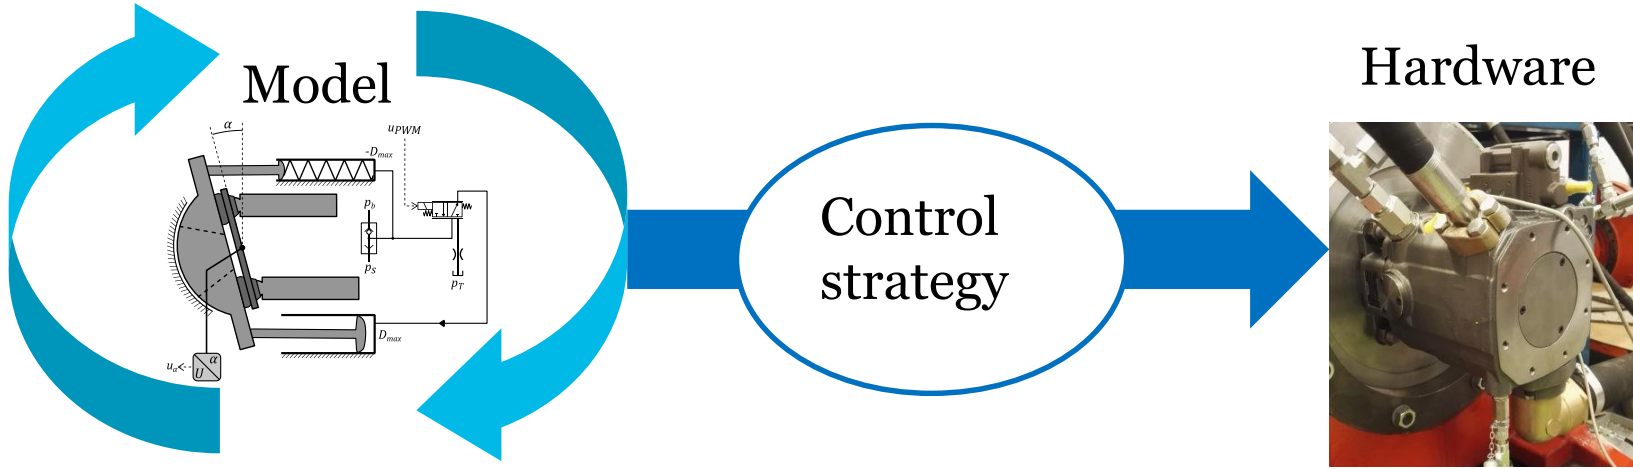 Model
Hardware
α
u_PWM
-D_max
p_b
p_S
p_T
D_max
u_α
α
U
Control
strategy